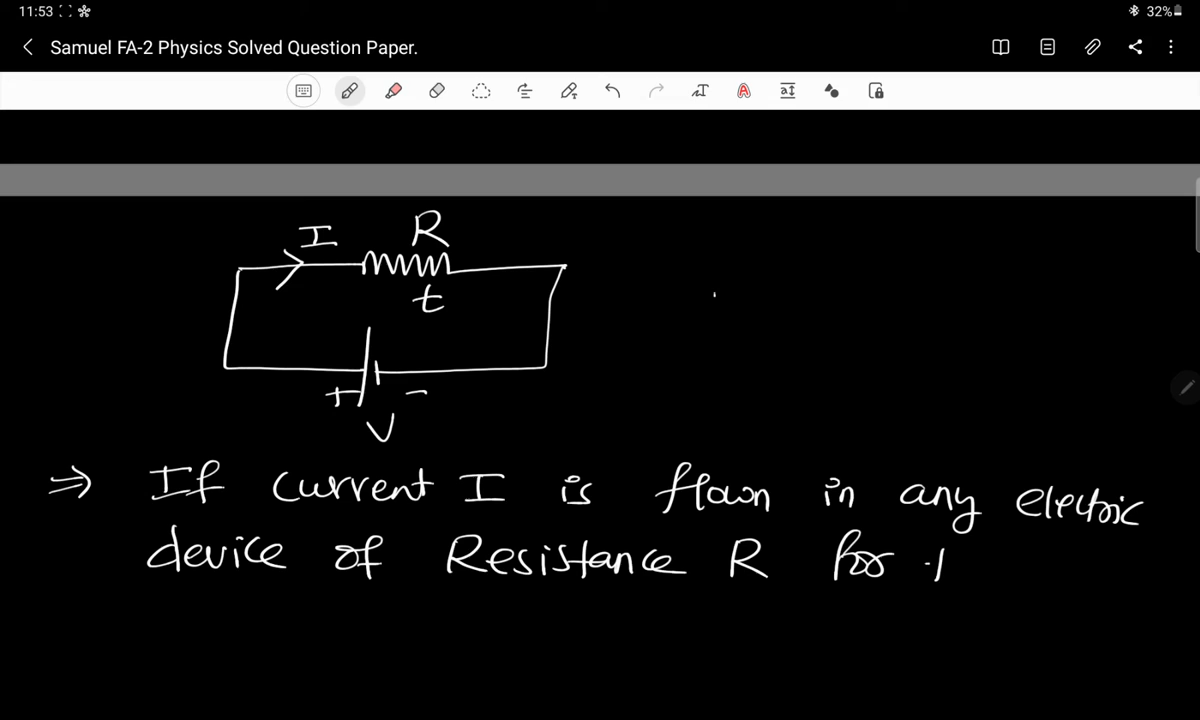 11:53
32%
Samuel FA-2 Physics Solved Question Paper.
I R
t
+ -
V
⇒ If current I is flown in any electric
device of Resistance R for